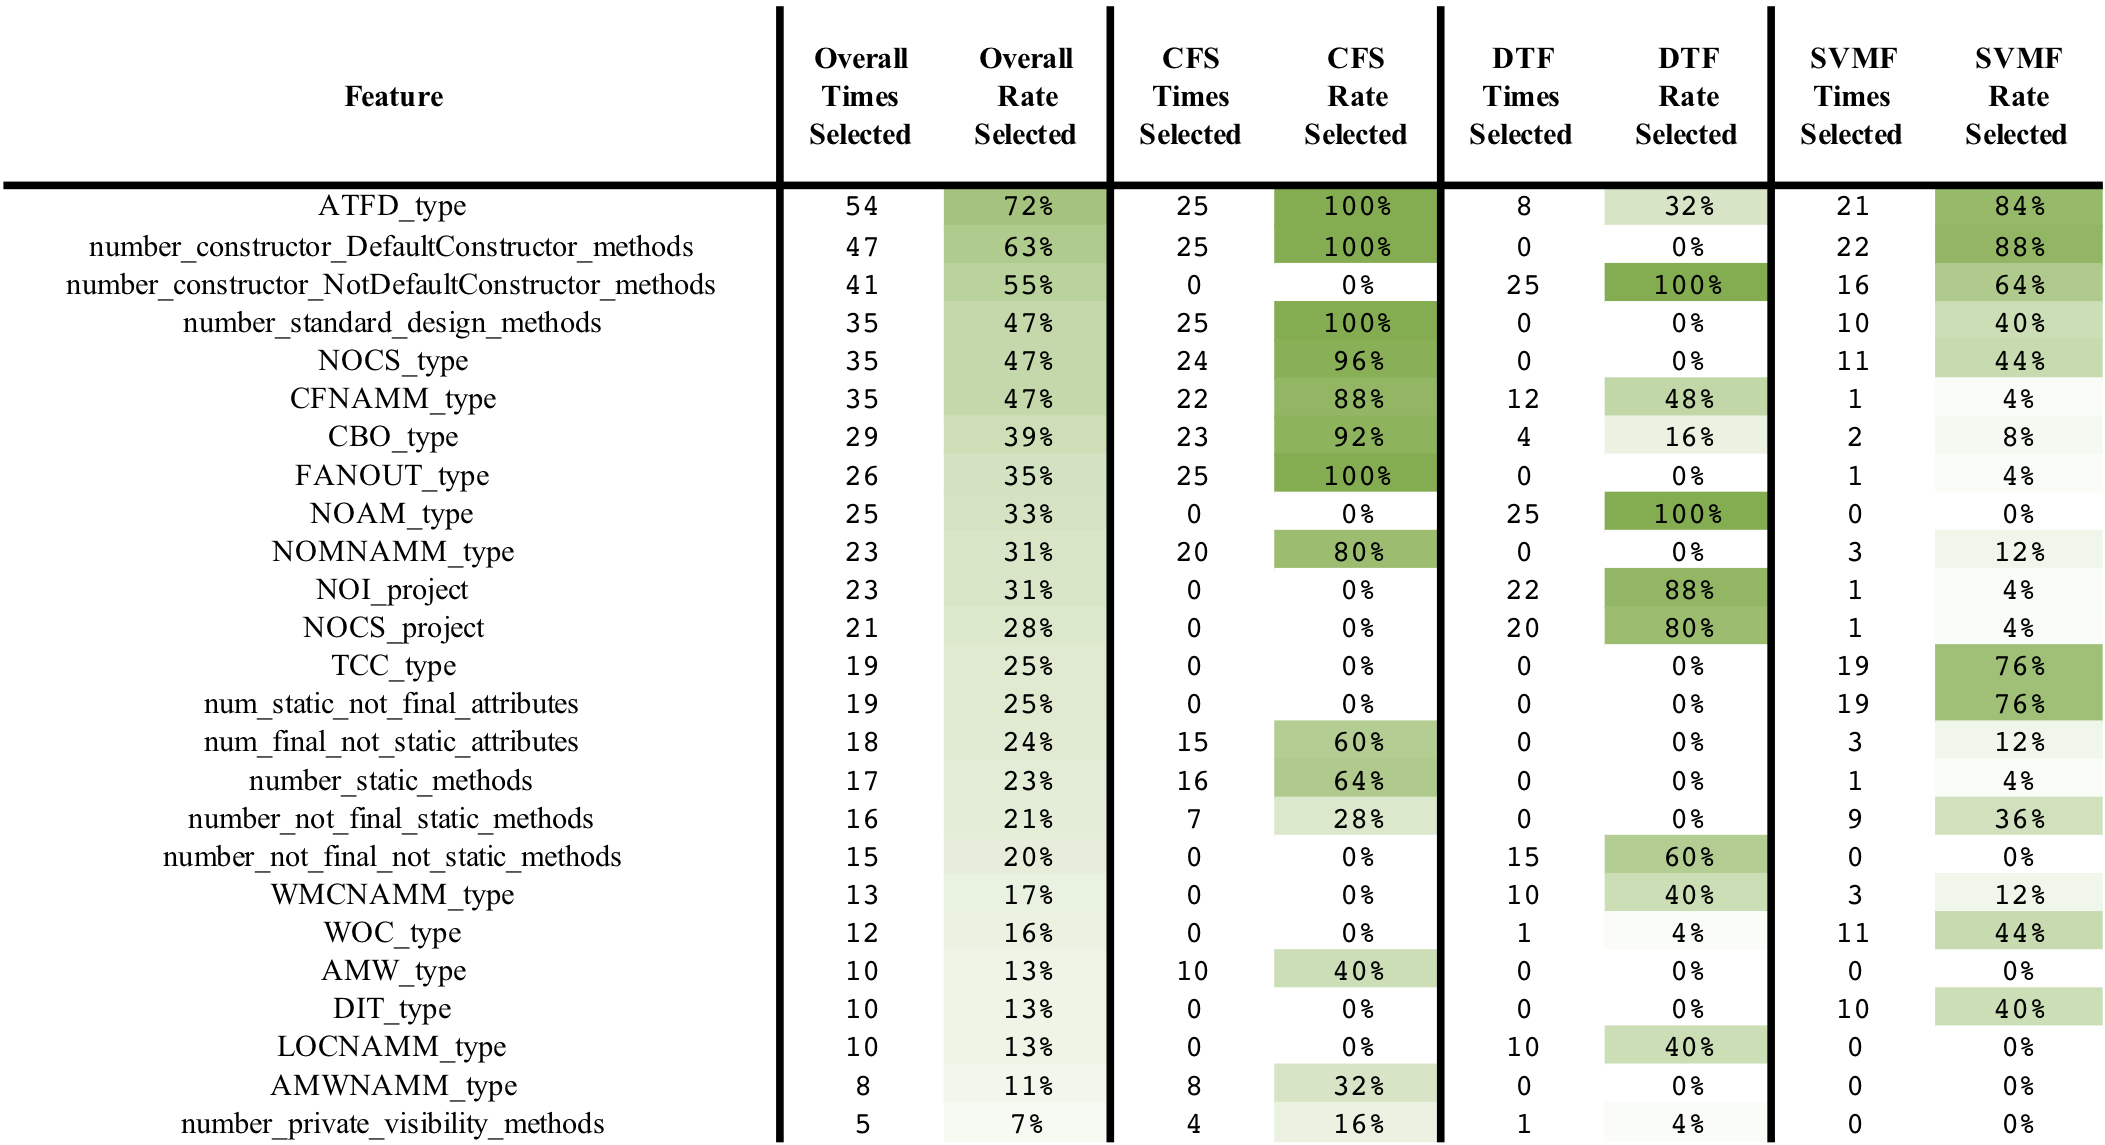 Feature | Overall Times Selected | Overall Rate Selected | CFS Times Selected | CFS Rate Selected | DTF Times Selected | DTF Rate Selected | SVMF Times Selected | SVMF Rate Selected
ATFD_type 54 72% 25 100% 8 32% 21 84%
number_constructor_DefaultConstructor_methods 47 63% 25 100% 0 0% 22 88%
number_constructor_NotDefaultConstructor_methods 41 55% 0 0% 25 100% 16 64%
number_standard_design_methods 35 47% 25 100% 0 0% 10 40%
NOCS_type 35 47% 24 96% 0 0% 11 44%
CFNAMM_type 35 47% 22 88% 12 48% 1 4%
CBO_type 29 39% 23 92% 4 16% 2 8%
FANOUT_type 26 35% 25 100% 0 0% 1 4%
NOAM_type 25 33% 0 0% 25 100% 0 0%
NOMNAMM_type 23 31% 20 80% 0 0% 3 12%
NOI_project 23 31% 0 0% 22 88% 1 4%
NOCS_project 21 28% 0 0% 20 80% 1 4%
TCC_type 19 25% 0 0% 0 0% 19 76%
num_static_not_final_attributes 19 25% 0 0% 0 0% 19 76%
num_final_not_static_attributes 18 24% 15 60% 0 0% 3 12%
number_static_methods 17 23% 16 64% 0 0% 1 4%
number_not_final_static_methods 16 21% 7 28% 0 0% 9 36%
number_not_final_not_static_methods 15 20% 0 0% 15 60% 0 0%
WMCNAMM_type 13 17% 0 0% 10 40% 3 12%
WOC_type 12 16% 0 0% 1 4% 11 44%
AMW_type 10 13% 10 40% 0 0% 0 0%
DIT_type 10 13% 0 0% 0 0% 10 40%
LOCNAMM_type 10 13% 0 0% 10 40% 0 0%
AMWNAMM_type 8 11% 8 32% 0 0% 0 0%
number_private_visibility_methods 5 7% 4 16% 1 4% 0 0%